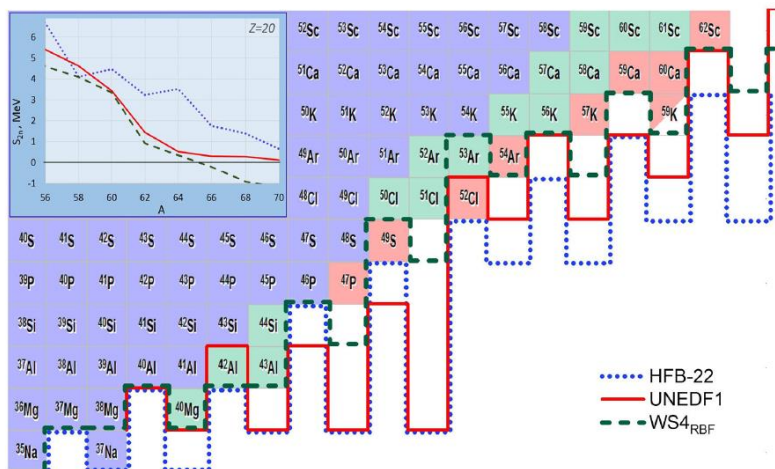 Z=20
S2n, MeV
6
5
4
3
2
1
0
-1
56 58 60 62 64 66 68 70
A
52Sc 53Sc 54Sc 55Sc 56Sc 57Sc 58Sc 59Sc 60Sc 61Sc 62Sc
51Ca 52Ca 53Ca 54Ca 55Ca 56Ca 57Ca 58Ca 59Ca 60Ca
50K 51K 52K 53K 54K 55K 56K 57K 59K
49Ar 50Ar 51Ar 52Ar 53Ar 54Ar
48Cl 49Cl 50Cl 51Cl 52Cl
40S 41S 42S 43S 44S 45S 46S 47S 48S 49S
39P 40P 41P 42P 43P 44P 45P 46P 47P
38Si 39Si 40Si 41Si 42Si 43Si 44Si
37Al 38Al 39Al 40Al 41Al 42Al 43Al
36Mg 37Mg 38Mg 40Mg
35Na 37Na
HFB-22
UNEDF1
WS4RBF